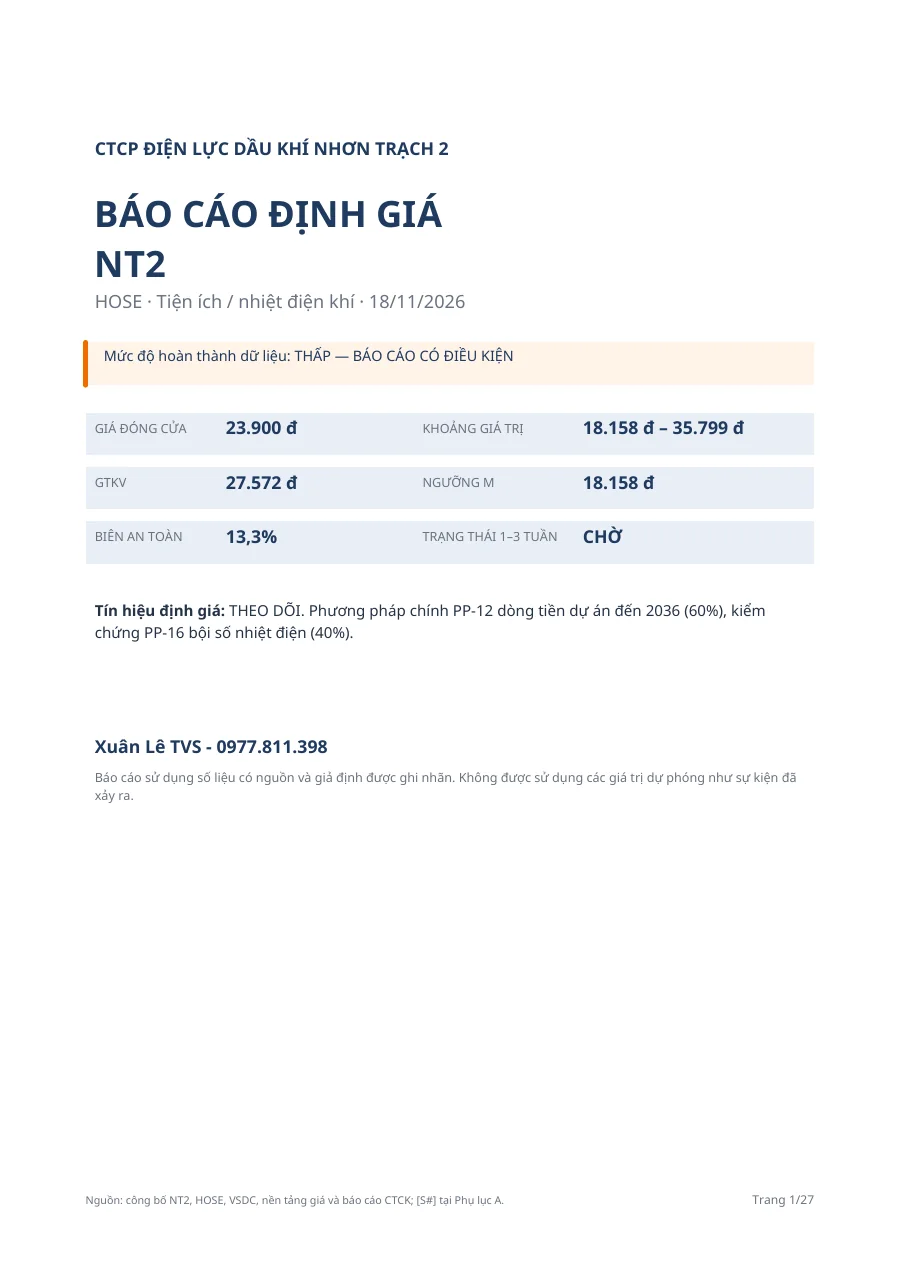 CTCP ĐIỆN LỰC DẦU KHÍ NHƠN TRẠCH 2
BÁO CÁO ĐỊNH GIÁ
NT2
HOSE · Tiện ích / nhiệt điện khí · 18/11/2026
Mức độ hoàn thành dữ liệu: THẤP — BÁO CÁO CÓ ĐIỀU KIỆN
GIÁ ĐÓNG CỬA 23.900 đ KHOẢNG GIÁ TRỊ 18.158 đ – 35.799 đ
GTKV 27.572 đ NGƯỠNG M 18.158 đ
BIÊN AN TOÀN 13,3% TRẠNG THÁI 1–3 TUẦN CHỜ
Tín hiệu định giá: THEO DÕI. Phương pháp chính PP-12 dòng tiền dự án đến 2036 (60%), kiểm
chứng PP-16 bội số nhiệt điện (40%).
Xuân Lê TVS - 0977.811.398
Báo cáo sử dụng số liệu có nguồn và giả định được ghi nhãn. Không được sử dụng các giá trị dự phóng như sự kiện đã
xảy ra.
Nguồn: công bố NT2, HOSE, VSDC, nền tảng giá và báo cáo CTCK; [S#] tại Phụ lục A. Trang 1/27